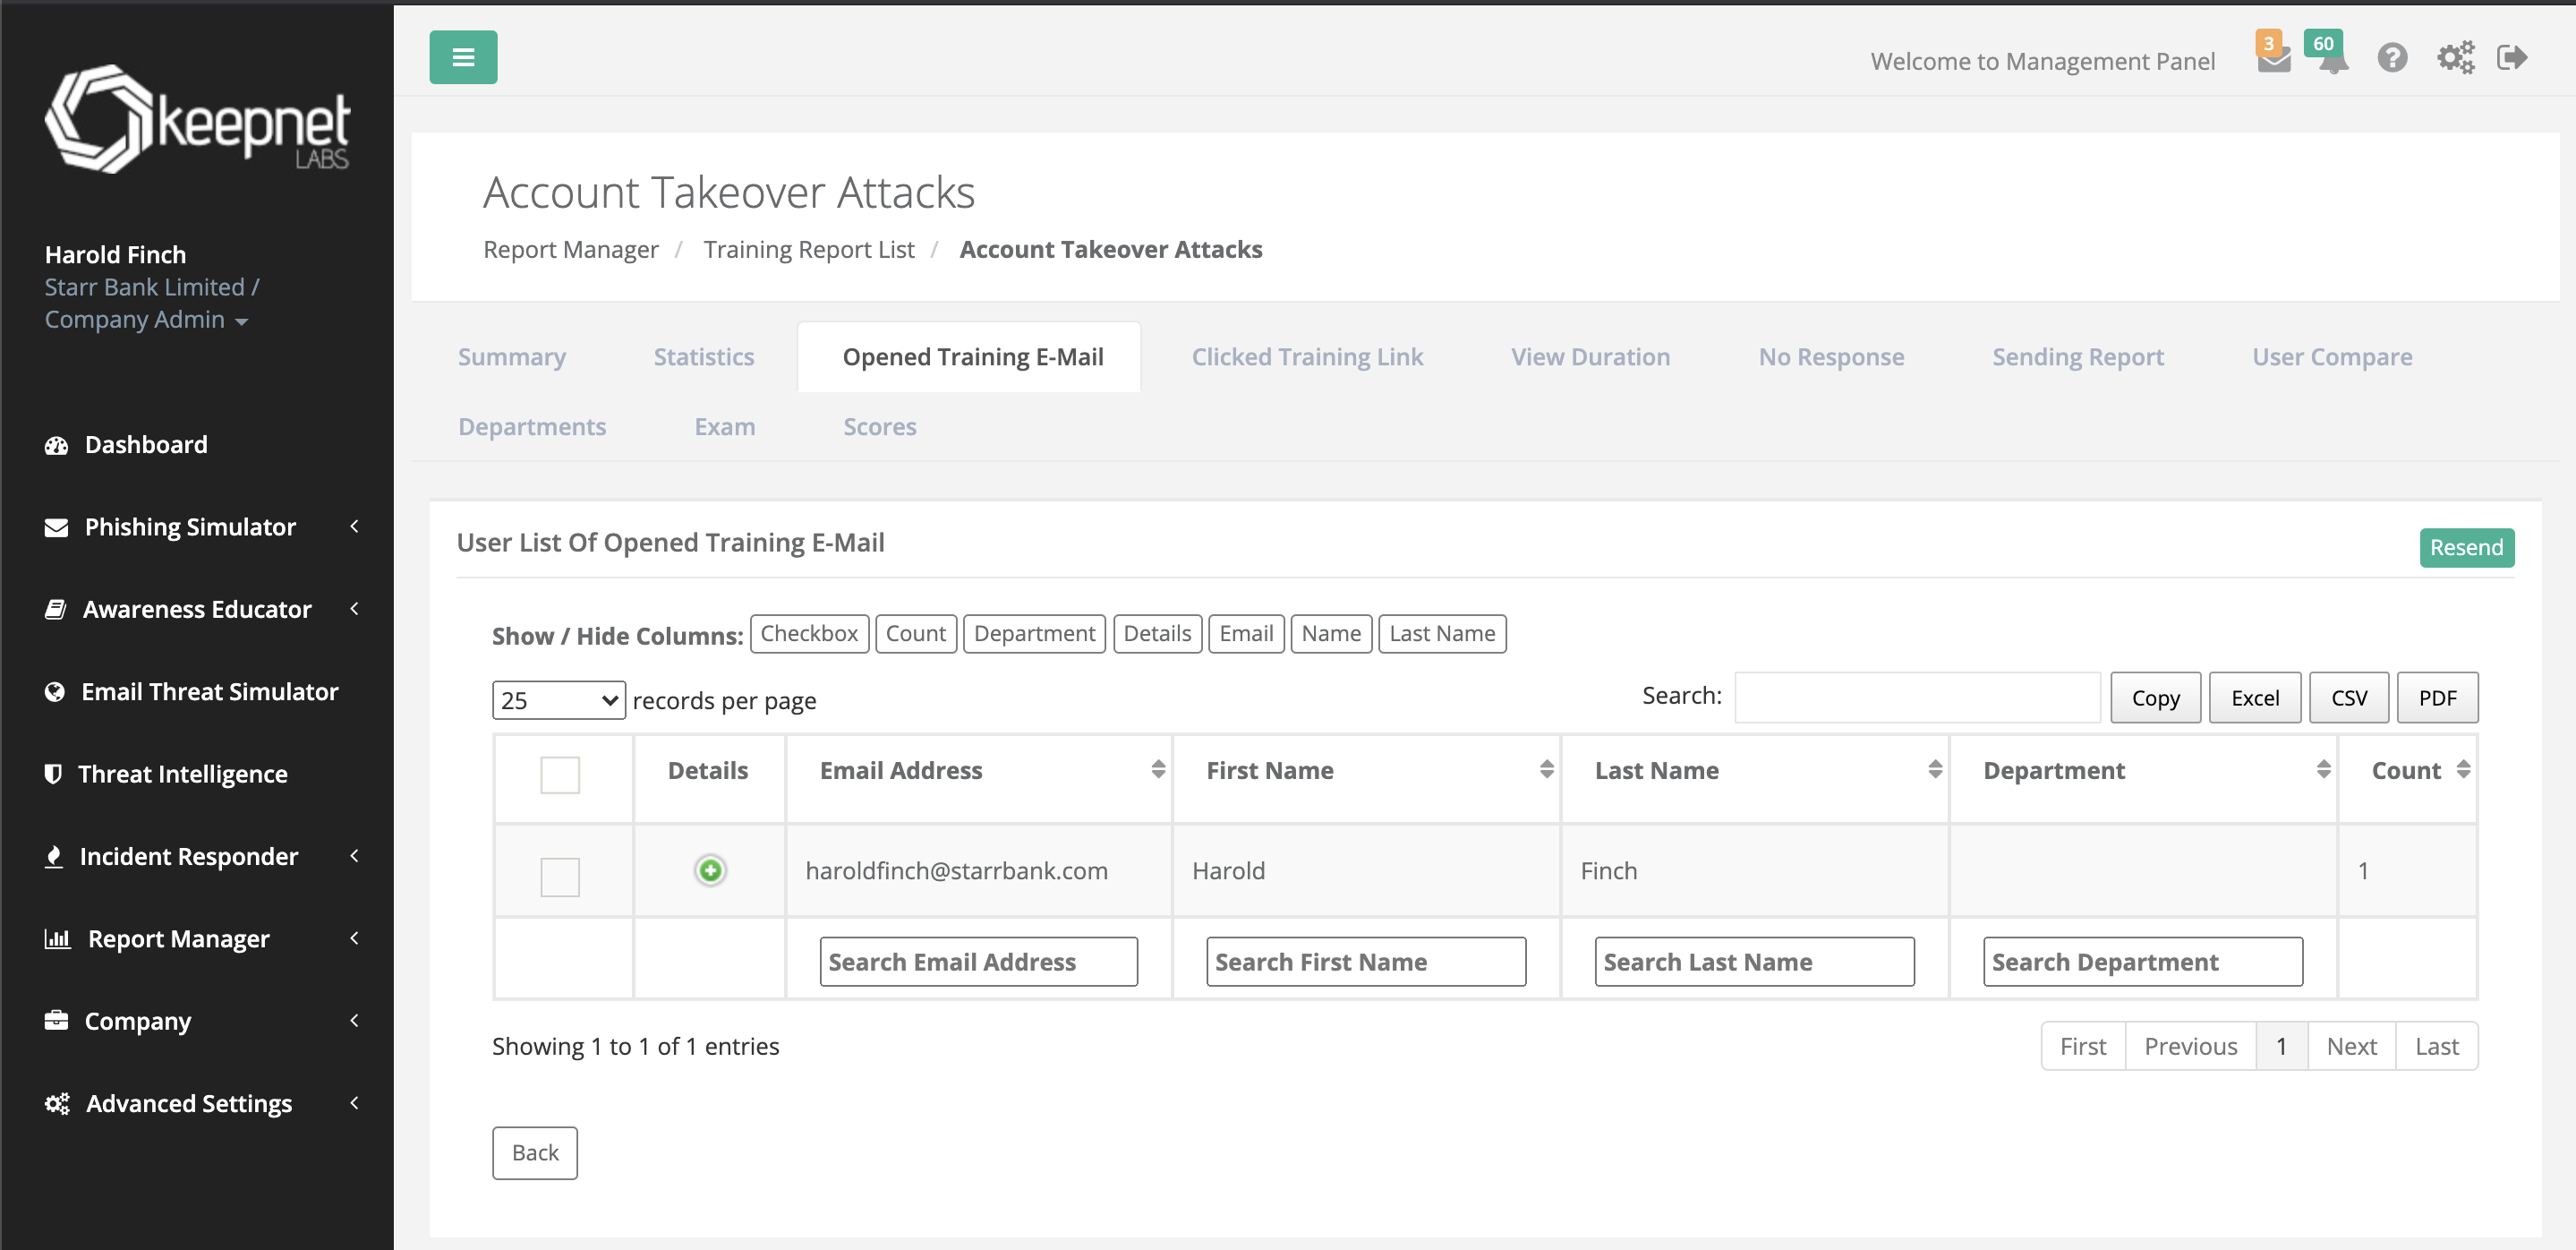 keepnet
LABS
Harold Finch
Starr Bank Limited /
Company Admin
Dashboard
Phishing Simulator
Awareness Educator
Email Threat Simulator
Threat Intelligence
Incident Responder
Report Manager
Company
Advanced Settings
Welcome to Management Panel
3
60
Account Takeover Attacks
Report Manager / Training Report List / Account Takeover Attacks
Summary Statistics Opened Training E-Mail Clicked Training Link View Duration No Response Sending Report User Compare
Departments Exam Scores
User List Of Opened Training E-Mail
Resend
Show / Hide Columns: Checkbox Count Department Details Email Name Last Name
25 records per page
Search: Copy Excel CSV PDF
Details Email Address First Name Last Name Department Count
haroldfinch@starrbank.com Harold Finch 1
Search Email Address Search First Name Search Last Name Search Department
Showing 1 to 1 of 1 entries
First Previous 1 Next Last
Back